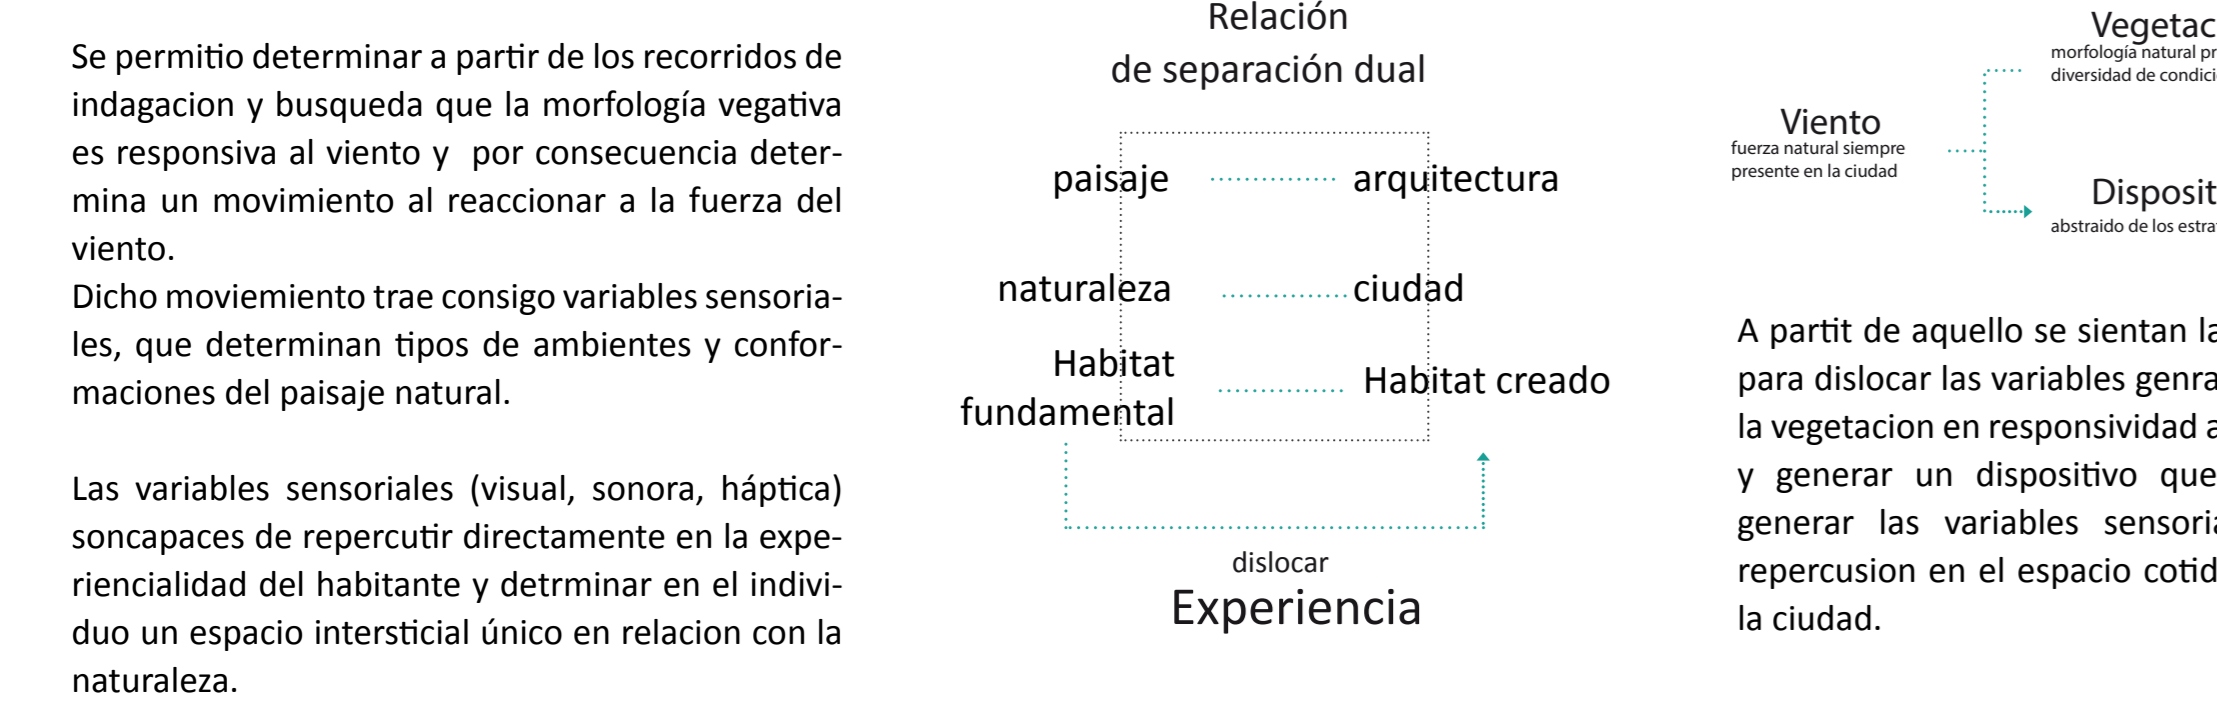 Se permitio determinar a partir de los recorridos de
indagacion y busqueda que la morfología vegativa
es responsiva al viento y  por consecuencia deter-
mina un movimiento al reaccionar a la fuerza del
viento.
Dicho moviemiento trae consigo variables sensoria-
les, que determinan tipos de ambientes y confor-
maciones del paisaje natural.
Las variables sensoriales (visual, sonora, háptica)
soncapaces de repercutir directamente en la expe-
riencialidad del habitante y detrminar en el indivi-
duo un espacio intersticial único en relacion con la
naturaleza.
Relación
de separación dual
paisaje arquitectura
naturaleza ciudad
Habitat
fundamental
Habitat creado
dislocar
Experiencia
Viento
fuerza natural siempre
presente en la ciudad
Vegetac
morfología natural pr
diversidad de condici
Disposit
abstraido de los estra
A partit de aquello se sientan la
para dislocar las variables genra
la vegetacion en responsividad a
y generar un dispositivo que
generar las variables sensoria
repercusion en el espacio cotid
la ciudad.